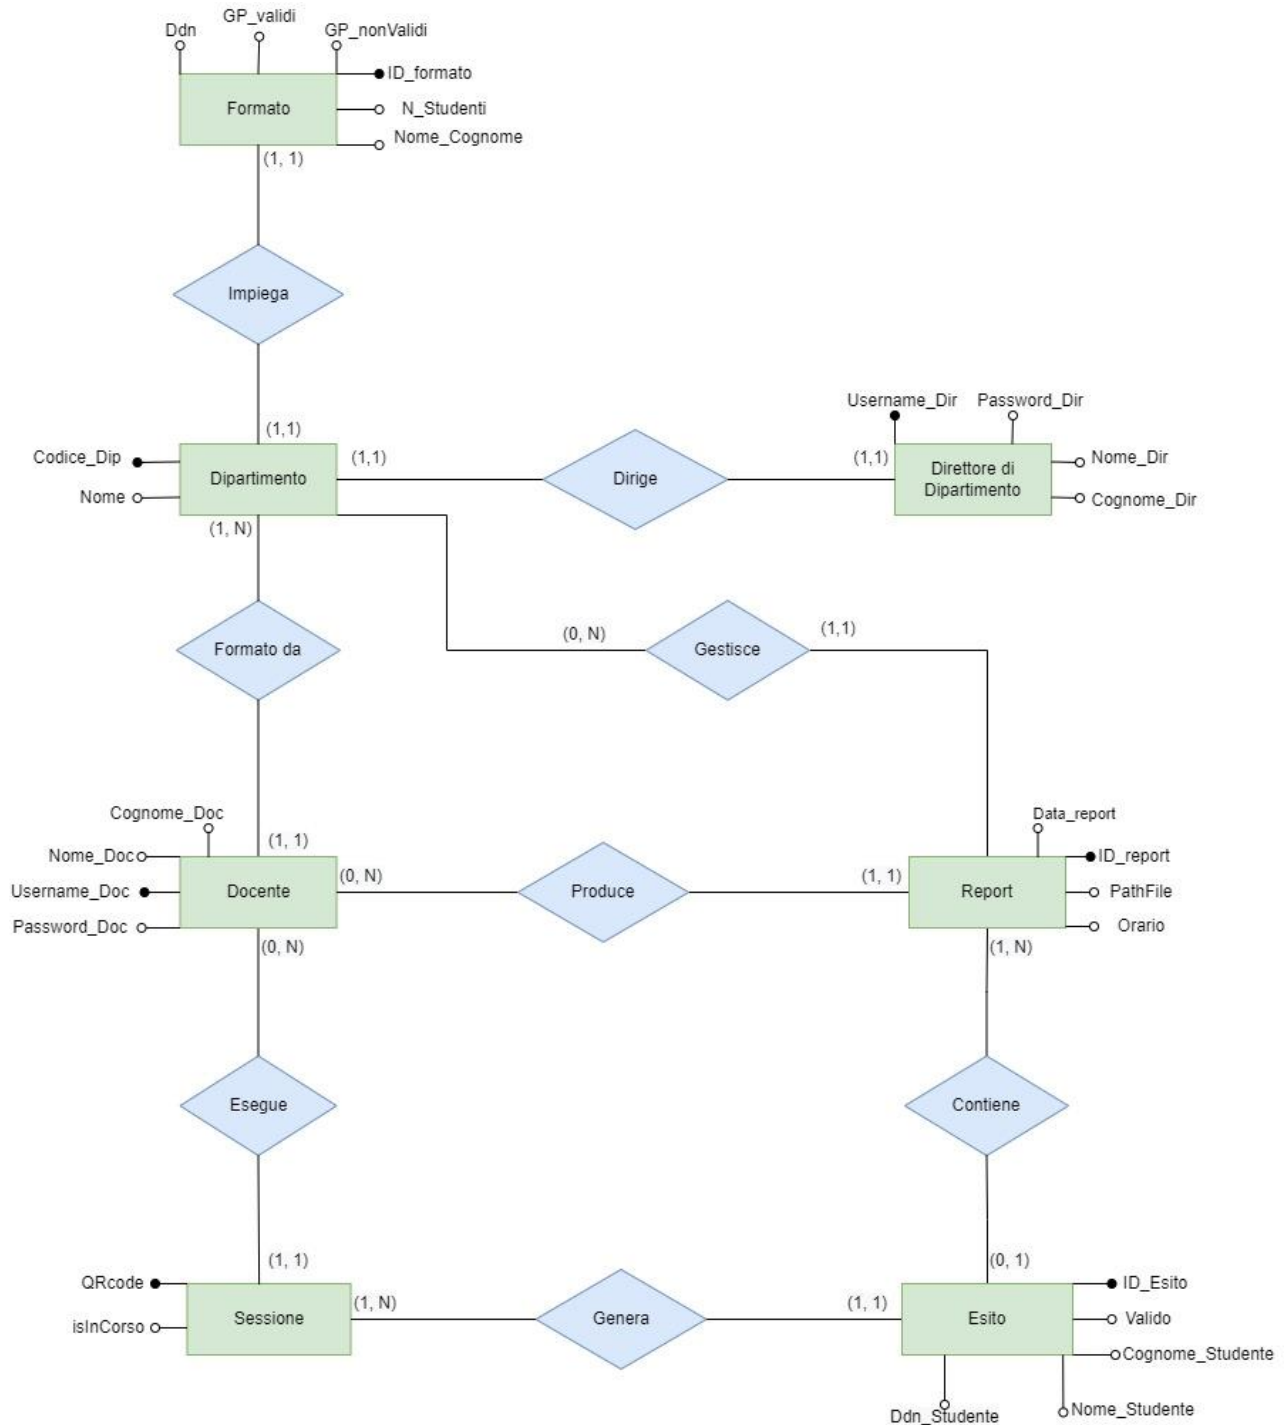 GP_validi
Ddn
GP_nonValidi
ID_formato
Formato
N_Studenti
Nome_Cognome
(1, 1)
Impiega
Username_Dir
Password_Dir
(1,1)
Codice_Dip
(1,1)
(1,1)
Nome_Dir
Dipartimento
Dirige
Direttore di
Dipartimento
Nome
Cognome_Dir
(1, N)
(0, N)
(1,1)
Formato da
Gestisce
Cognome_Doc
Data_report
(1, 1)
Nome_Doc
ID_report
(0, N)
(1, 1)
Username_Doc
Docente
Produce
Report
PathFile
Password_Doc
Orario
(0, N)
(1, N)
Esegue
Contiene
(1, 1)
(0, 1)
QRcode
ID_Esito
(1, N)
(1, 1)
Sessione
Genera
Esito
Valido
isInCorso
Cognome_Studente
Nome_Studente
Ddn_Studente